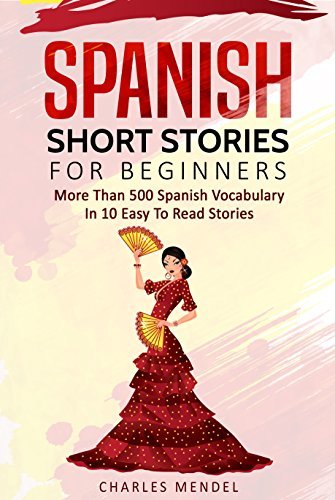 SPANISH
SHORT STORIES
FOR BEGINNERS
More Than 500 Spanish Vocabulary
In 10 Easy To Read Stories
CHARLES MENDEL